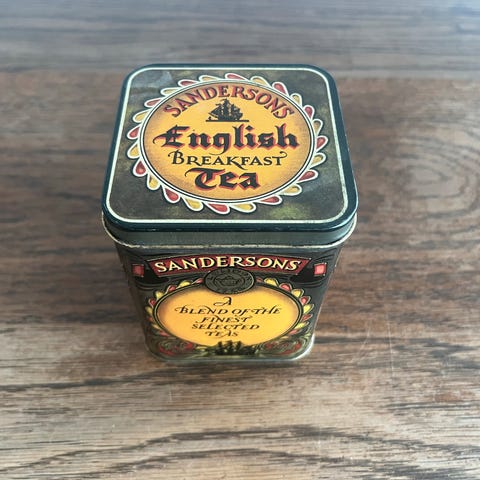 SANDERSONS
English
BREAKFAST
Tea
SANDERSONS
A
BLEND OF THE
FINEST
SELECTED
TEAS